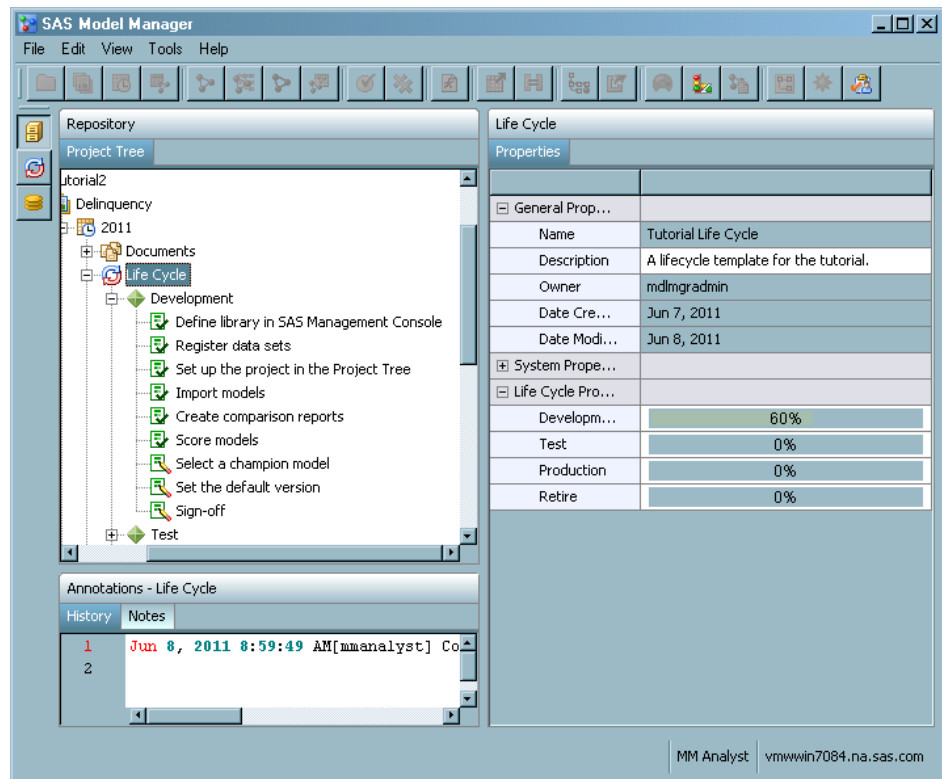 SAS Model Manager
File Edit View Tools Help
Repository
Project Tree
utorial2
Delinquency
2011
Documents
Life Cycle
Development
Define library in SAS Management Console
Register data sets
Set up the project in the Project Tree
Import models
Create comparison reports
Score models
Select a champion model
Set the default version
Sign-off
Test
Annotations - Life Cycle
History Notes
1 Jun 8, 2011 8:59:49 AM[mmanalyst] Co
2
Life Cycle
Properties
General Prop...
Name Tutorial Life Cycle
Description A lifecycle template for the tutorial.
Owner mdlmgradmin
Date Cre... Jun 7, 2011
Date Modi... Jun 8, 2011
System Prope...
Life Cycle Pro...
Developm... 60%
Test 0%
Production 0%
Retire 0%
MM Analyst vmwwin7084.na.sas.com